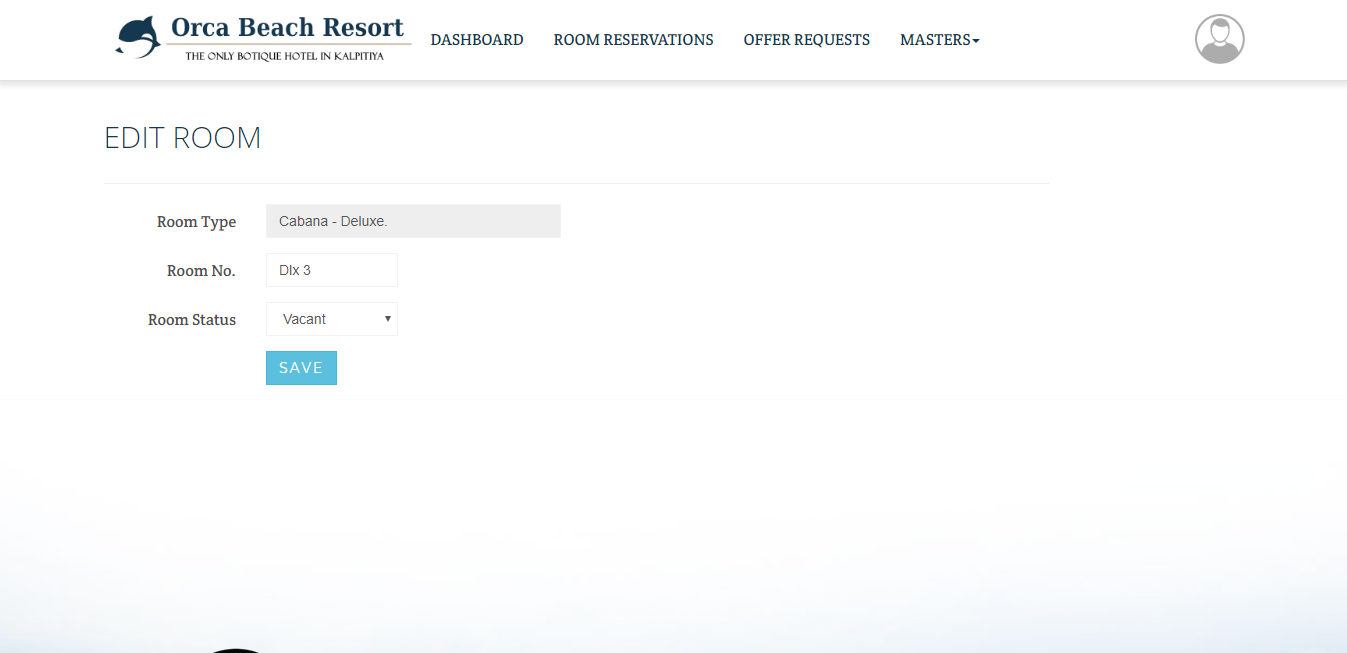 Orca Beach Resort
THE ONLY BOTIQUE HOTEL IN KALPITIYA
DASHBOARD ROOM RESERVATIONS OFFER REQUESTS MASTERS
EDIT ROOM
Room Type Cabana - Deluxe.
Room No. Dlx 3
Room Status Vacant
SAVE